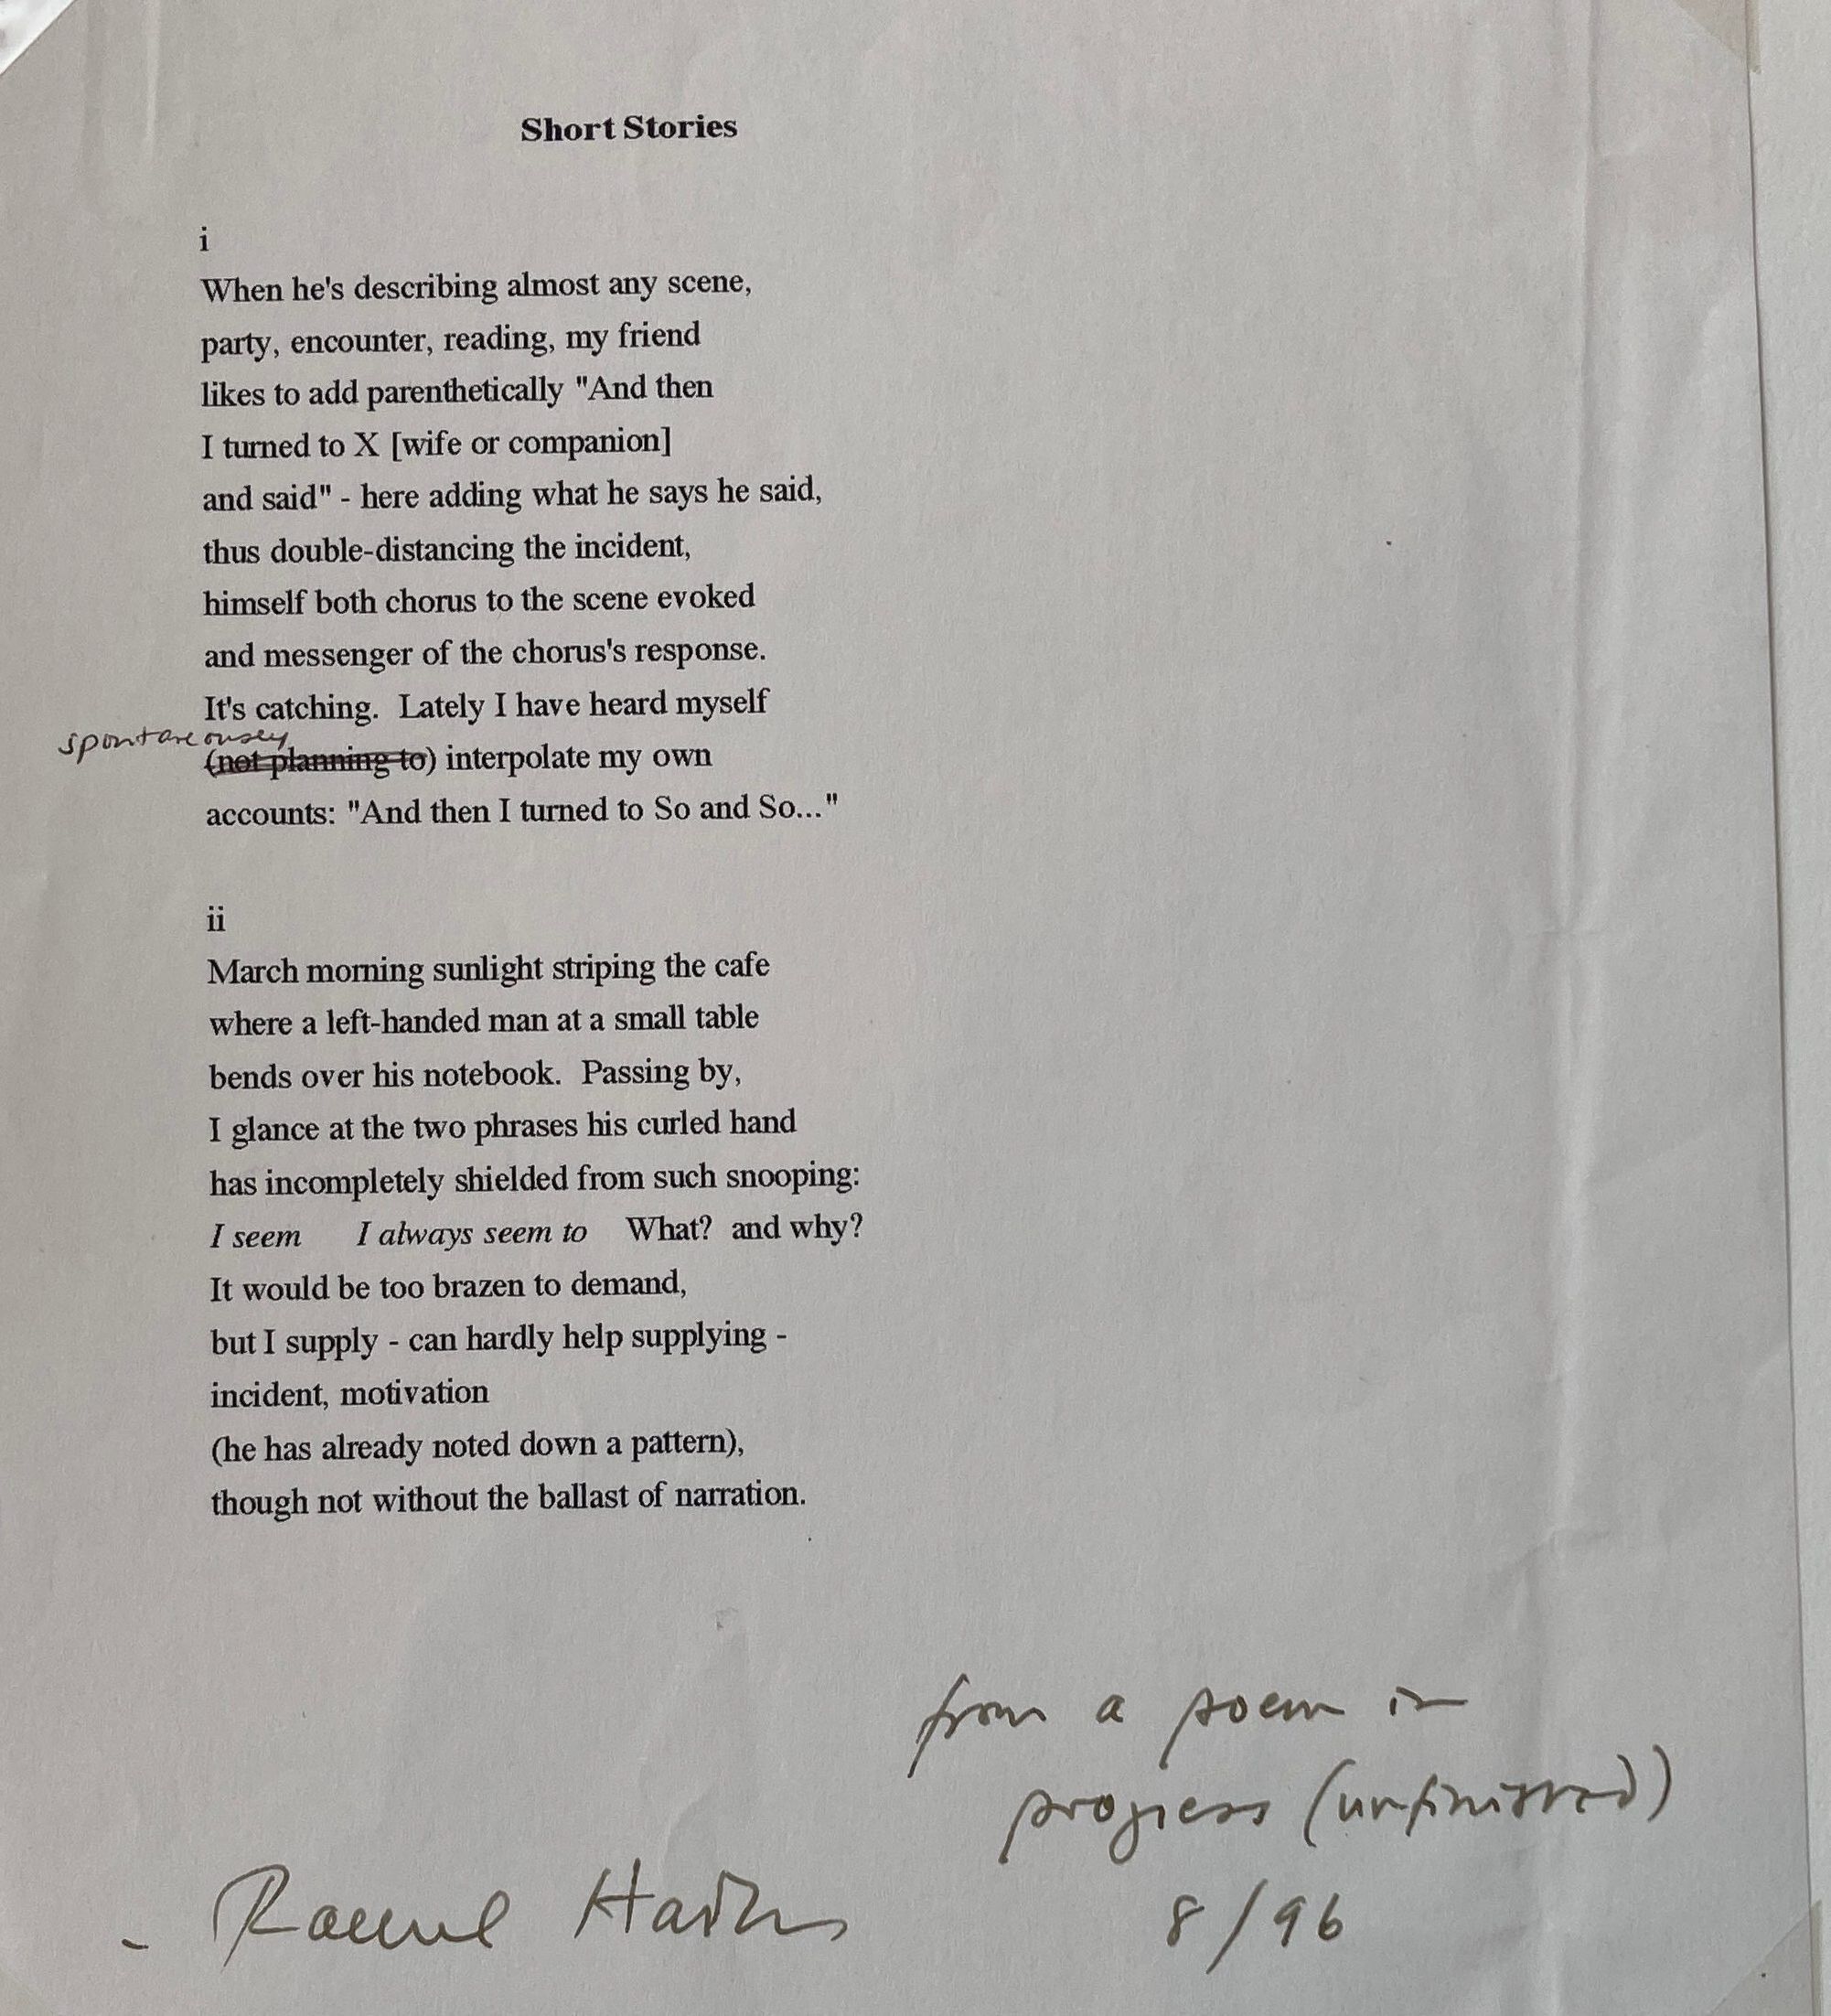 Short Stories
i
When he's describing almost any scene,
party, encounter, reading, my friend
likes to add parenthetically "And then
I turned to X [wife or companion]
and said" - here adding what he says he said,
thus double-distancing the incident,
himself both chorus to the scene evoked
and messenger of the chorus's response.
It's catching.  Lately I have heard myself
spontaneously
(not planning to) interpolate my own
accounts: "And then I turned to So and So..."
ii
March morning sunlight striping the cafe
where a left-handed man at a small table
bends over his notebook.  Passing by,
I glance at the two phrases his curled hand
has incompletely shielded from such snooping:
I seem    I always seem to    What?  and why?
It would be too brazen to demand,
but I supply - can hardly help supplying -
incident, motivation
(he has already noted down a pattern),
though not without the ballast of narration.
from a poem in
progress (unfinished)
- Rachel Hadas
8/96